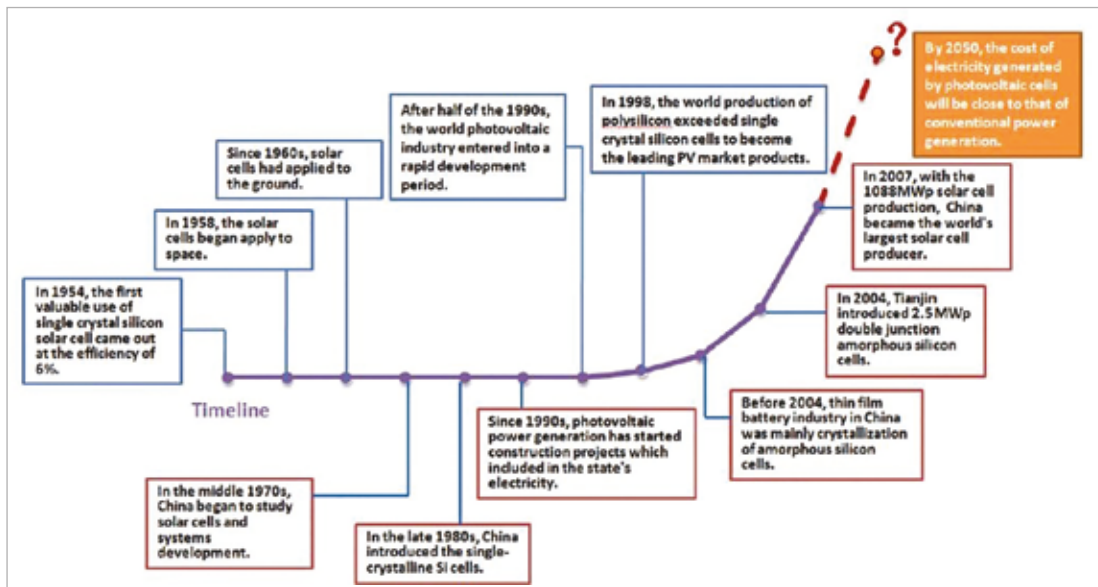 In 1954, the first
valuable use of
single crystal silicon
solar cell came out
at the efficiency of
6%.
In 1958, the solar
cells began apply to
space.
Since 1960s, solar
cells had applied to
the ground.
After half of the 1990s,
the world photovoltaic
industry entered into a
rapid development
period.
In 1998, the world production of
polysilicon exceeded single
crystal silicon cells to become
the leading PV market products.
?
By 2050, the cost of
electricity generated
by photovoltaic cells
will be close to that of
conventional power
generation.
In 2007, with the
1088MWp solar cell
production, China
became the world's
largest solar cell
producer.
In 2004, Tianjin
introduced 2.5MWp
double junction
amorphous silicon
cells.
Before 2004, thin film
battery industry in China
was mainly crystallization
of amorphous silicon
cells.
Timeline
Since 1990s, photovoltaic
power generation has started
construction projects which
included in the state's
electricity.
In the middle 1970s,
China began to study
solar cells and
systems
development.
In the late 1980s, China
introduced the single-
crystalline Si cells.